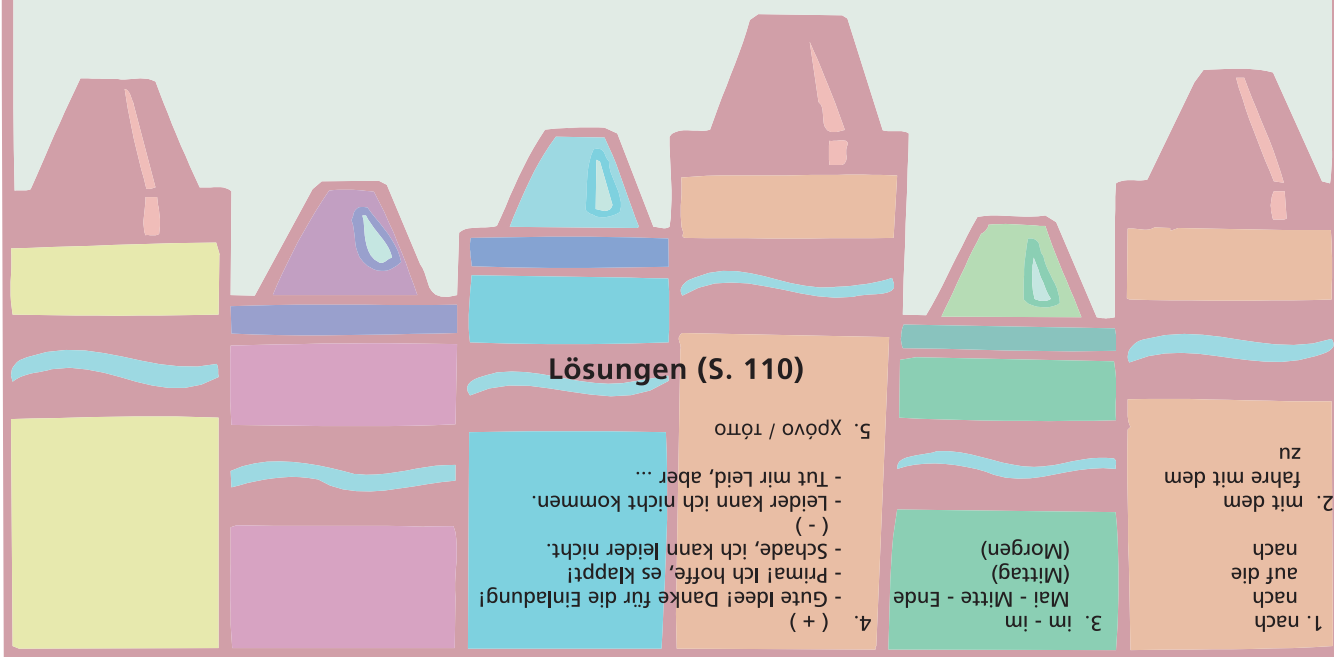 Lösungen (S. 110)
1. nach
nach
auf die
nach
2. mit dem
fahre mit dem
zu
3. im - im
Mai - Mitte - Ende
(Mittag)
(Morgen)
4. ( + )
- Gute Idee! Danke für die Einladung!
- Prima! Ich hoffe, es klappt!
- Schade, ich kann leider nicht.
( - )
- Leider kann ich nicht kommen.
- Tut mir Leid, aber ...
5. χρόνο / τόπο